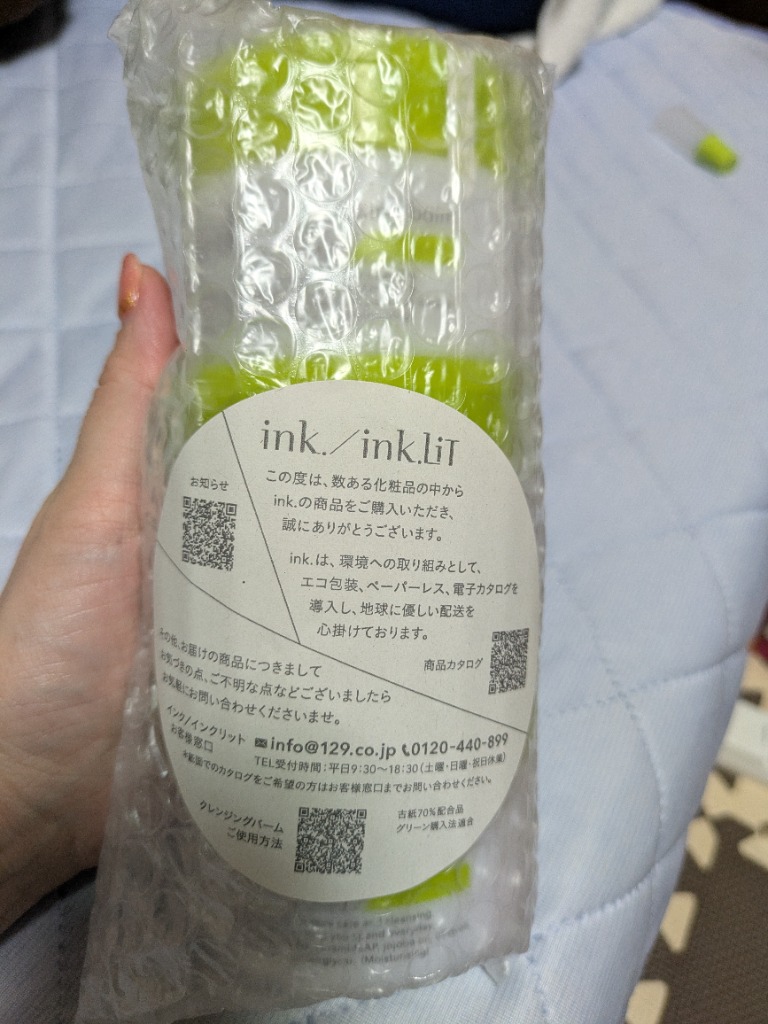 ink./ink.LiT
この度は、数ある化粧品の中から
ink.の商品をご購入いただき、
誠にありがとうございます。
お知らせ
ink.は、環境への取り組みとして、
エコ包装、ペーパーレス、電子カタログを
導入し、地球に優しい配送を
心掛けております。
商品カタログ
その他、お届けの商品につきまして
お気づきの点、ご不明な点などございましたら
お気軽にお問い合わせくださいませ。
インク/インクリット
お客様窓口
info@129.co.jp 0120-440-899
TEL受付時間:平日9:30~18:30(土曜・日曜・祝日休業)
*紙面でのカタログをご希望の方はお客様窓口までお問い合わせください。
クレンジングバーム
ご使用方法
古紙70%配合品
グリーン購入法適合
cleansing
and everyday
jojoba
(Moisturizing)